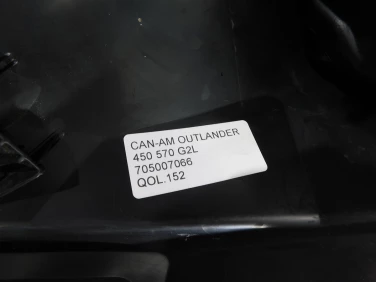 CAN-AM OUTLANDER
450 570 G2L
705007066
QOL.152